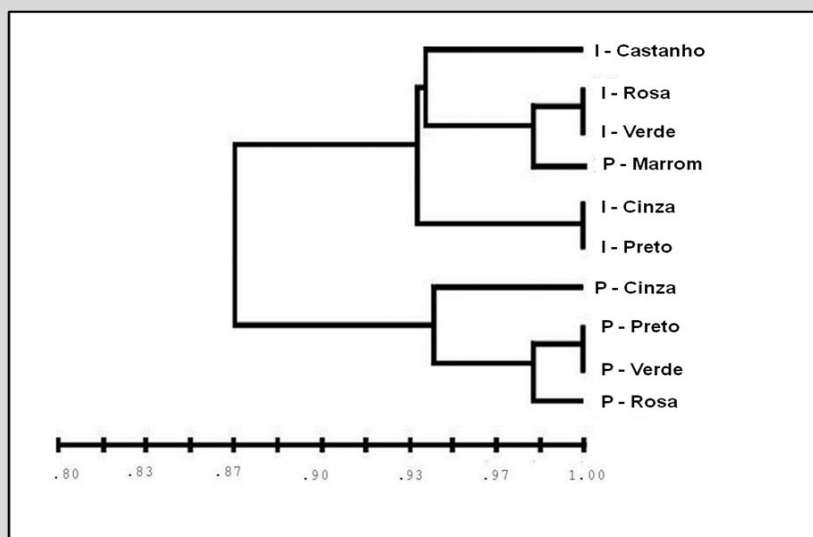 I - Castanho
I - Rosa
I - Verde
P - Marrom
I - Cinza
I - Preto
P - Cinza
P - Preto
P - Verde
P - Rosa
.80 .83 .87 .90 .93 .97 1.00